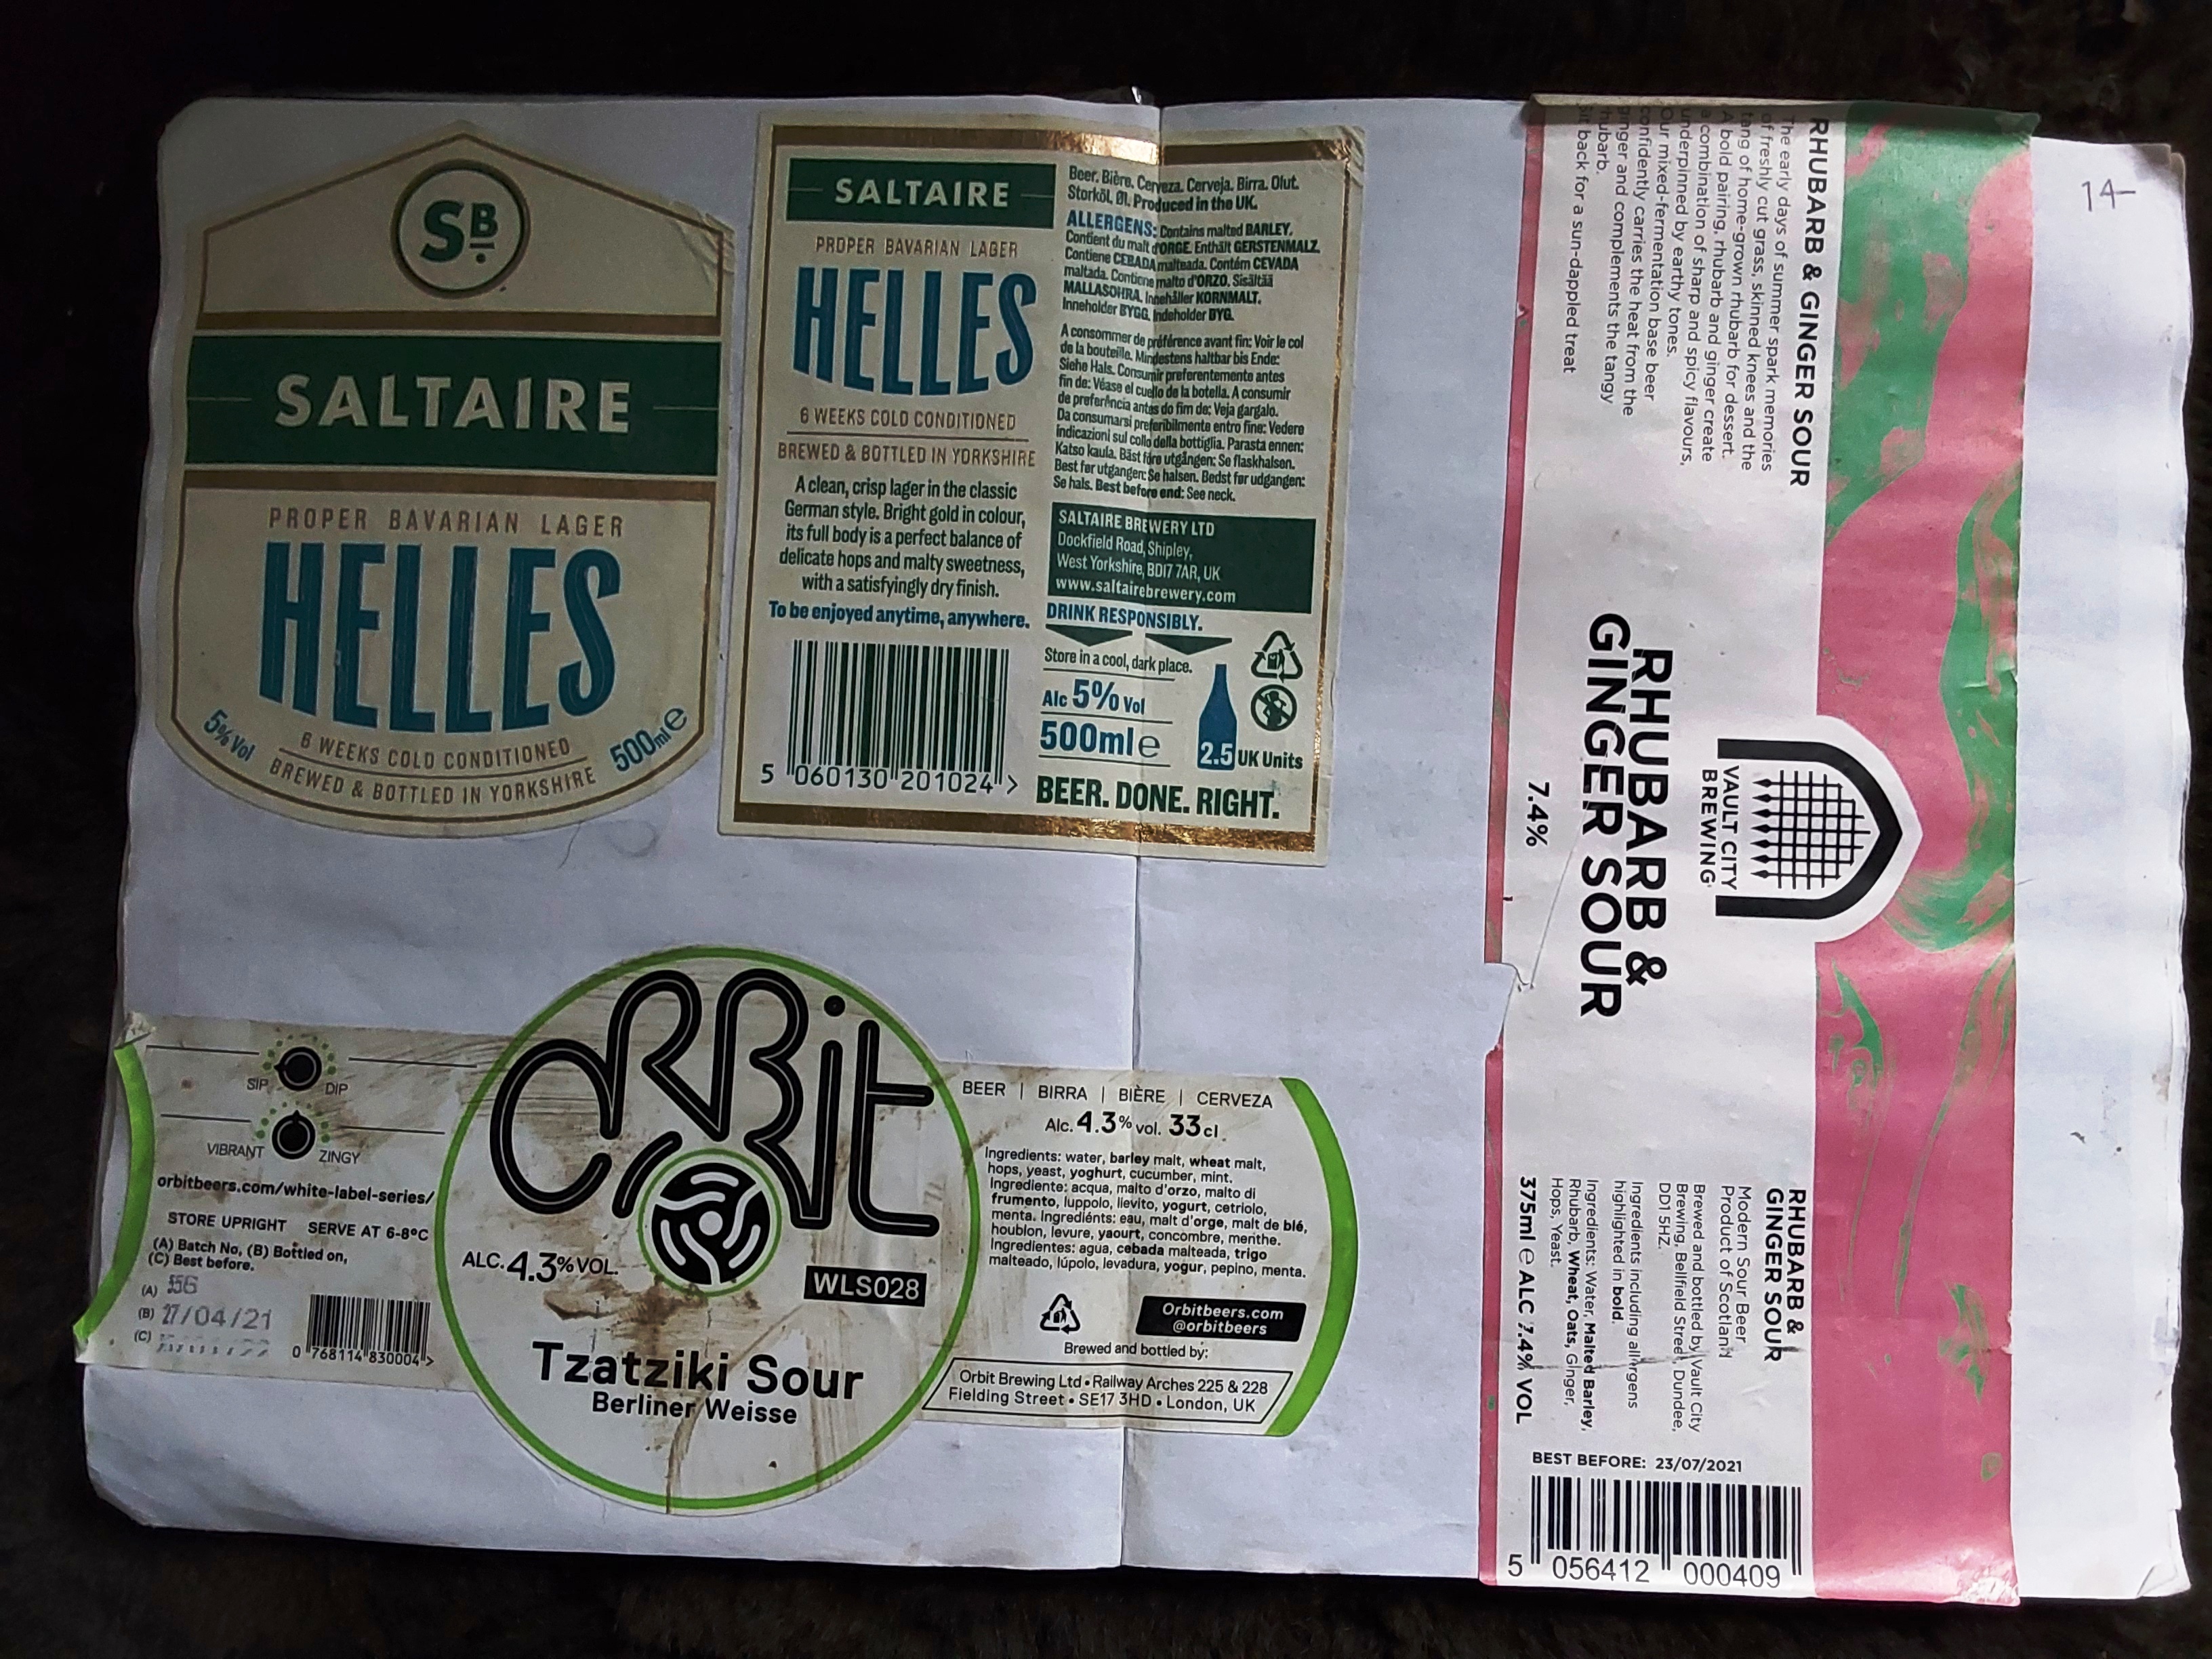 SB
SALTAIRE
PROPER BAVARIAN LAGER
HELLES
5% Vol
6 WEEKS COLD CONDITIONED
BREWED & BOTTLED IN YORKSHIRE
500ml e
SALTAIRE
PROPER BAVARIAN LAGER
HELLES
6 WEEKS COLD CONDITIONED
BREWED & BOTTLED IN YORKSHIRE
A clean, crisp lager in the classic
German style. Bright gold in colour,
its full body is a perfect balance of
delicate hops and malty sweetness,
with a satisfyingly dry finish.
To be enjoyed anytime, anywhere.
5 060130 201024 >
Beer. Bière. Cerveza. Cerveja. Birra. Olut.
Storköl, Øl. Produced in the UK.
ALLERGENS: Contains malted BARLEY.
Contient du malt d'ORGE. Enthält GERSTENMALZ.
Contiene CEBADA malteada. Contém CEVADA
maltada. Contiene malto d'ORZO. Sisältää
MALLASOHRA. Innehåller KORNMALT.
Inneholder BYGG. Indeholder BYG.
A consommer de préférence avant fin: Voir le col
de la bouteille. Mindestens haltbar bis Ende:
Siehe Hals. Consumir preferentemente antes
fin de: Véase el cuello de la botella. A consumir
de preferência antes do fim de: Veja gargalo.
Da consumarsi preferibilmente entro fine: Vedere
indicazioni sul collo della bottiglia. Parasta ennen:
Katso kaula. Bäst före utgången: Se flaskhalsen.
Best før utgangen: Se halsen. Bedst før udgangen:
Se hals. Best before end: See neck.
SALTAIRE BREWERY LTD
Dockfield Road, Shipley,
West Yorkshire, BD17 7AR, UK
www.saltairebrewery.com
DRINK RESPONSIBLY.
Store in a cool, dark place.
Alc 5% Vol
500ml e
2.5 UK Units
BEER. DONE. RIGHT.
SIP DIP
VIBRANT ZINGY
orbitbeers.com/white-label-series/
STORE UPRIGHT SERVE AT 6-8°C
(A) Batch No, (B) Bottled on,
(C) Best before.
(A) 156
(B) 27/04/21
(C)
0 768114 830004 >
ORBiT
ALC. 4.3% VOL.
WLS028
Tzatziki Sour
Berliner Weisse
BEER | BIRRA | BIÈRE | CERVEZA
Alc. 4.3% vol. 33cl
Ingredients: water, barley malt, wheat malt,
hops, yeast, yoghurt, cucumber, mint.
Ingrediente: acqua, malto d'orzo, malto di
frumento, luppolo, lievito, yogurt, cetriolo,
menta. Ingrediénts: eau, malt d'orge, malt de blé,
houblon, levure, yaourt, concombre, menthe.
Ingredientes: agua, cebada malteada, trigo
malteado, lúpolo, levadura, yogur, pepino, menta.
Orbitbeers.com
@orbitbeers
Brewed and bottled by:
Orbit Brewing Ltd • Railway Arches 225 & 228
Fielding Street • SE17 3HD • London, UK
14
RHUBARB & GINGER SOUR
The early days of summer spark memories
of freshly cut grass, skinned knees and the
tang of home-grown rhubarb for dessert.
A bold pairing, rhubarb and ginger create
a combination of sharp and spicy flavours,
underpinned by earthy tones.
Our mixed-fermentation base beer
confidently carries the heat from the
ginger and complements the tangy
rhubarb.
Sit back for a sun-dappled treat
VAULT CITY
BREWING
RHUBARB &
GINGER SOUR
7.4%
RHUBARB &
GINGER SOUR
Modern Sour Beer
Product of Scotland
Brewed and bottled by Vault City
Brewing, Bellfield Street, Dundee,
DD1 5HZ.
Ingredients including allergens
highlighted in bold.
Ingredients: Water, Malted Barley,
Rhubarb, Wheat, Oats, Ginger,
Hops, Yeast.
375ml e ALC 7.4% VOL
BEST BEFORE: 23/07/2021
5 056412 000409